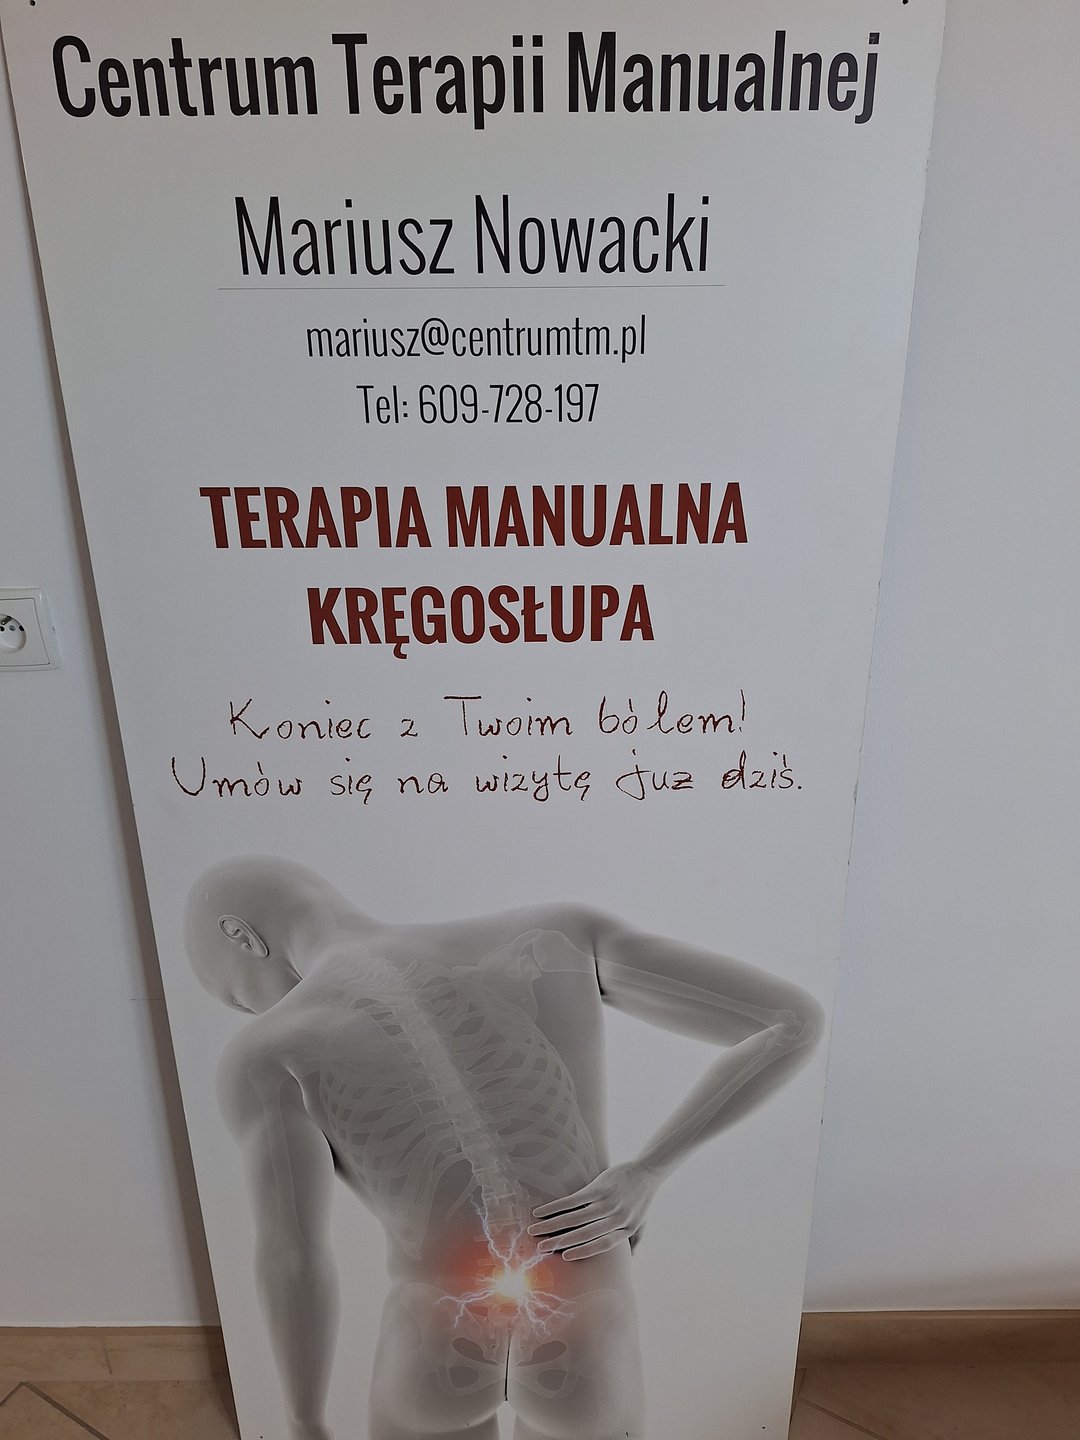 Centrum Terapii Manualnej
Mariusz Nowacki
mariusz@centrumtm.pl
Tel: 609-728-197
TERAPIA MANUALNA
KRĘGOSŁUPA
Koniec z Twoim bólem!
Umów się na wizytę już dziś.